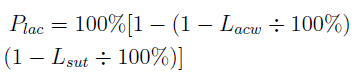 P_{lac} = 100%[1 − (1 − L_{acw} ÷ 100%)
(1 − L_{sut} ÷ 100%)]